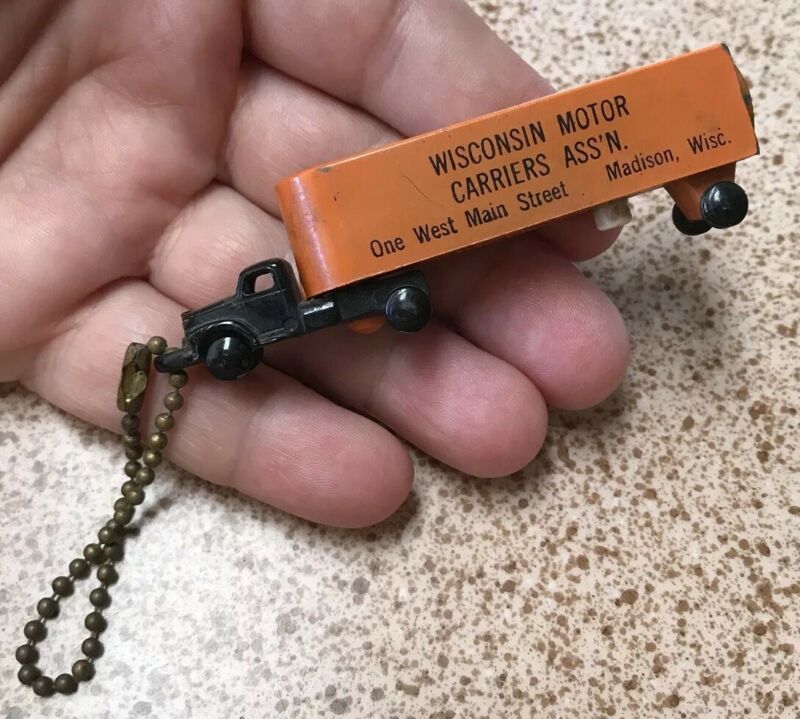 WISCONSIN MOTOR
CARRIERS ASS'N.
One West Main Street Madison, Wisc.